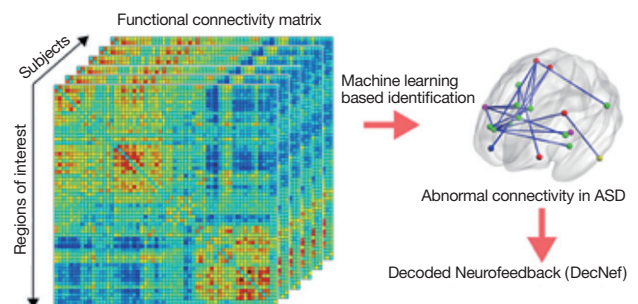 Functional connectivity matrix
Subjects
Regions of interest
Machine learning
based identification
Abnormal connectivity in ASD
Decoded Neurofeedback (DecNef)